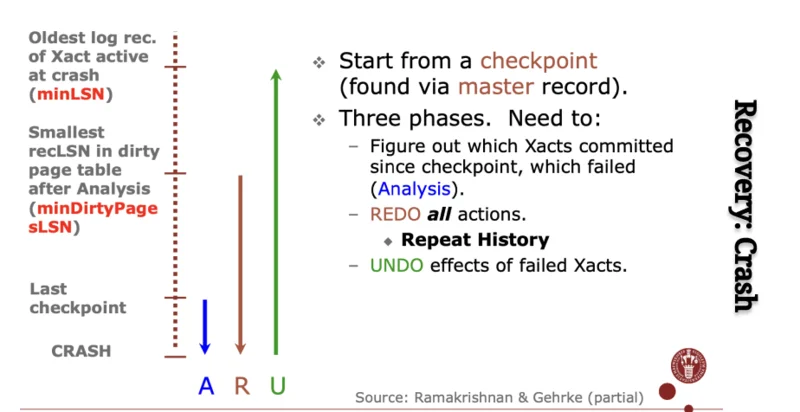 Oldest log rec.
of Xact active
at crash
(minLSN)
Smallest
recLSN in dirty
page table
after Analysis
(minDirtyPage
sLSN)
Last
checkpoint
CRASH
A R U
❖ Start from a checkpoint
(found via master record).
❖ Three phases. Need to:
– Figure out which Xacts committed
since checkpoint, which failed
(Analysis).
– REDO all actions.
◆ Repeat History
– UNDO effects of failed Xacts.
Recovery: Crash
Source: Ramakrishnan & Gehrke (partial)